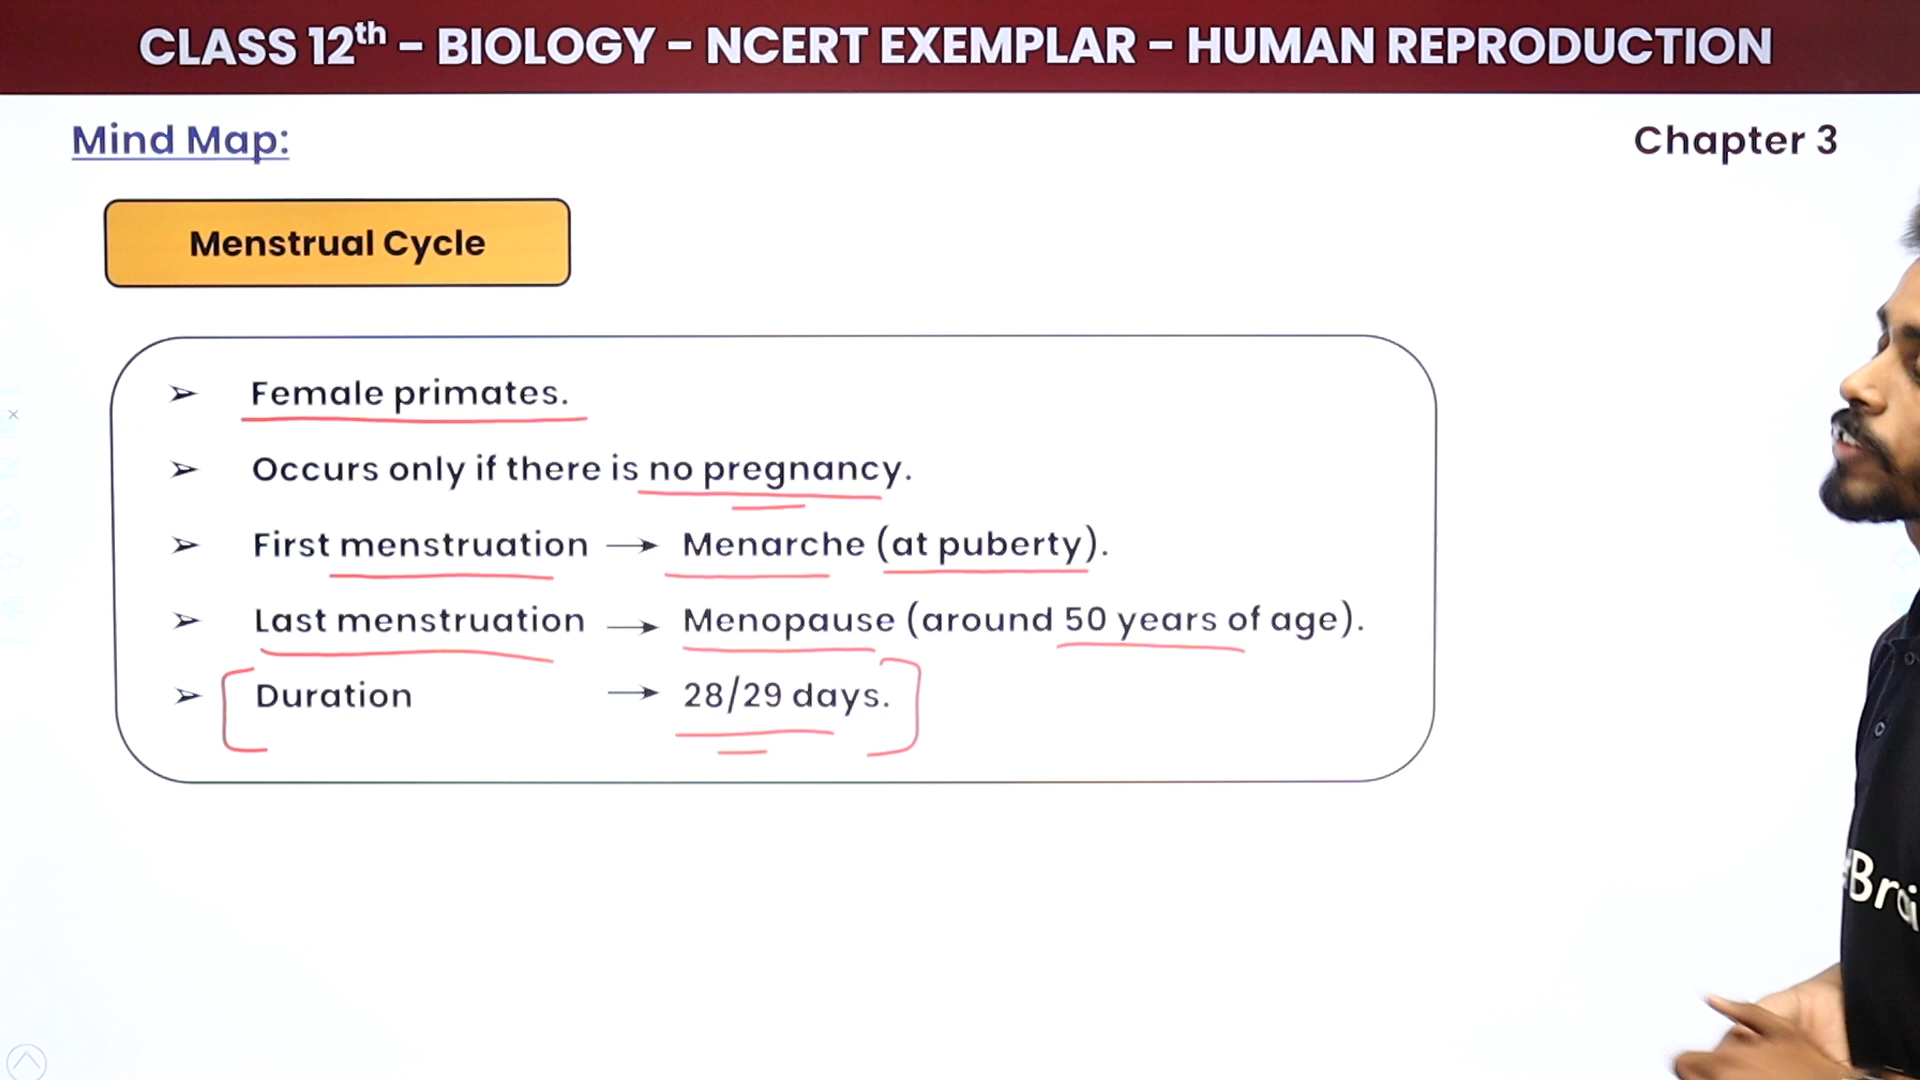 CLASS 12th – BIOLOGY – NCERT EXEMPLAR – HUMAN REPRODUCTION
Mind Map:
Chapter 3
Menstrual Cycle
➢ Female primates.
➢ Occurs only if there is no pregnancy.
➢ First menstruation → Menarche (at puberty).
➢ Last menstruation → Menopause (around 50 years of age).
➢ Duration → 28/29 days.